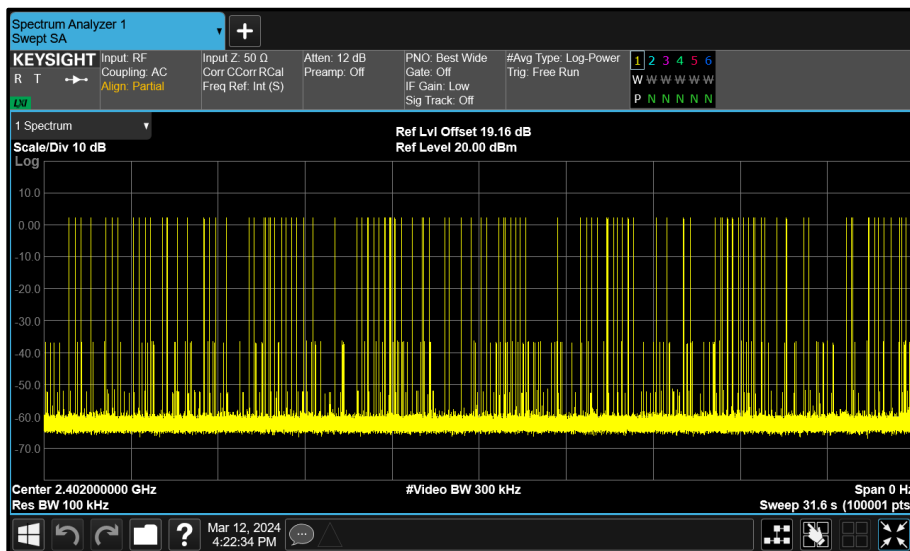 Spectrum Analyzer 1
Swept SA
KEYSIGHT
R T
LXI
Input: RF
Coupling: AC
Align: Partial
Input Z: 50 Ω
Corr CCorr RCal
Freq Ref: Int (S)
Atten: 12 dB
Preamp: Off
PNO: Best Wide
Gate: Off
IF Gain: Low
Sig Track: Off
#Avg Type: Log-Power
Trig: Free Run
1 2 3 4 5 6
W W W W W W
P N N N N N
1 Spectrum
Scale/Div 10 dB
Ref Lvl Offset 19.16 dB
Ref Level 20.00 dBm
Log
10.0
0.00
-10.0
-20.0
-30.0
-40.0
-50.0
-60.0
-70.0
Center 2.402000000 GHz
#Video BW 300 kHz
Span 0 Hz
Res BW 100 kHz
Sweep 31.6 s (100001 pts
?
Mar 12, 2024
4:22:34 PM